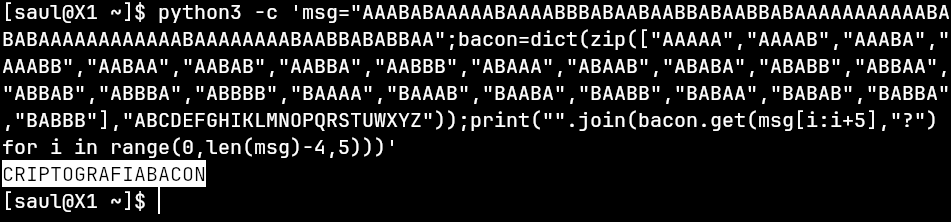 [saul@X1 ~]$ python3 -c 'msg="AAABABAAAAABAAAABBBABAABAABBABAABBABAAAAAAAAAAABA
BABAAAAAAAAAAAABAAAAAAAABAABBABABBAA";bacon=dict(zip(["AAAAA","AAAAB","AAABA","
AAABB","AABAA","AABAB","AABBA","AABBB","ABAAA","ABAAB","ABABA","ABABB","ABBAA",
"ABBAB","ABBBA","ABBBB","BAAAA","BAAAB","BAABA","BAABB","BABAA","BABAB","BABBA"
,"BABBB"],"ABCDEFGHIKLMNOPQRSTUWXYZ"));print("".join(bacon.get(msg[i:i+5],"?")
for i in range(0,len(msg)-4,5)))'
CRIPTOGRAFIABACON
[saul@X1 ~]$